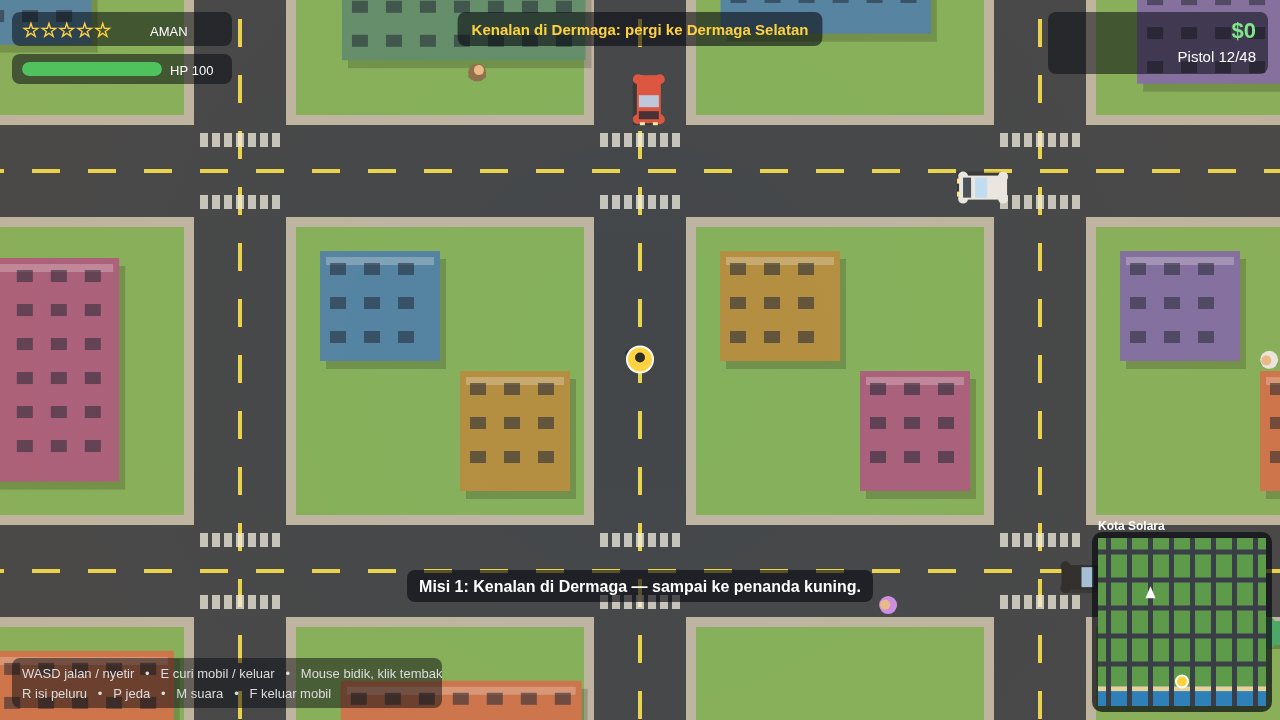 ☆☆☆☆☆ AMAN
HP 100
Kenalan di Dermaga: pergi ke Dermaga Selatan
$0
Pistol 12/48
Kota Solara
Misi 1: Kenalan di Dermaga — sampai ke penanda kuning.
WASD jalan / nyetir • E curi mobil / keluar • Mouse bidik, klik tembak
R isi peluru • P jeda • M suara • F keluar mobil